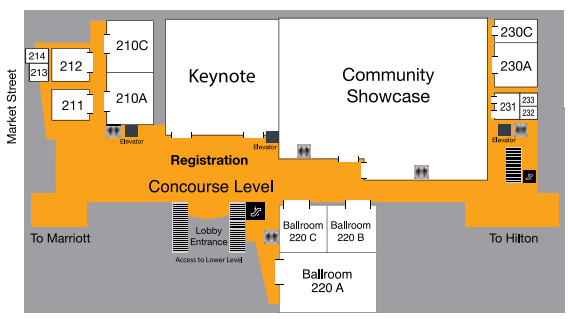 Market Street
214
213
212
211
210C
210A
Elevator
Keynote
Elevator
Community
Showcase
230C
230A
231
233
232
Elevator
Registration
Concourse Level
To Marriott
Lobby
Entrance
Access to Lower Level
Ballroom
220 C
Ballroom
220 B
Ballroom
220 A
To Hilton